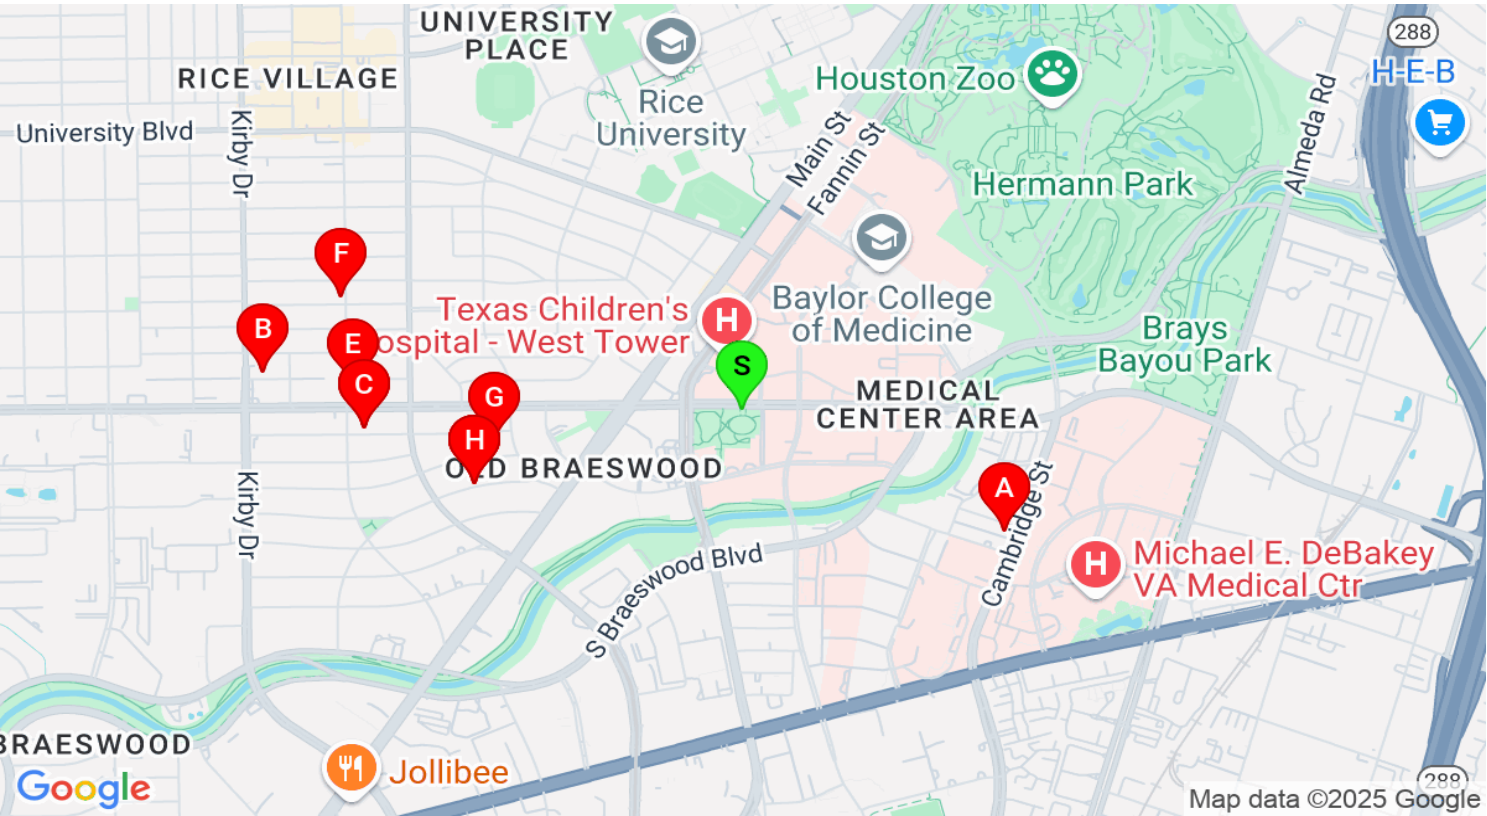 UNIVERSITY
PLACE
288
H-E-B
RICE VILLAGE
Houston Zoo
Rice
University
University Blvd
Kirby Dr
Main St
Fannin St
Almeda Rd
Hermann Park
F
B
E
C
Texas Children's
ospital - West Tower
H
S
Baylor College
of Medicine
Brays
Bayou Park
MEDICAL
CENTER AREA
G
H
OLD BRAESWOOD
A
Kirby Dr
Cambridge St
H
Michael E. DeBakey
VA Medical Ctr
S Braeswood Blvd
BRAESWOOD
Jollibee
Google
288
Map data ©2025 Google